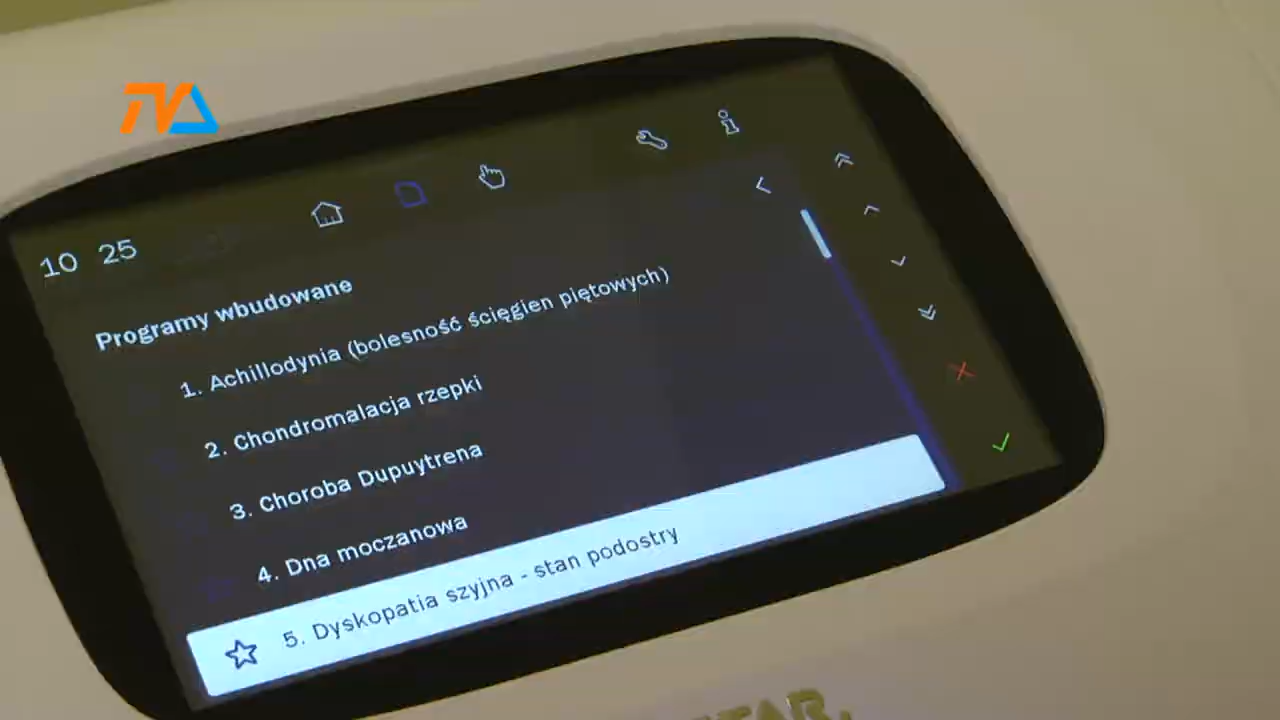 TVA
10 25
Programy wbudowane
1. Achillodynia (bolesność ścięgien piętowych)
2. Chondromalacja rzepki
3. Choroba Dupuytrena
4. Dna moczanowa
5. Dyskopatia szyjna - stan podostry